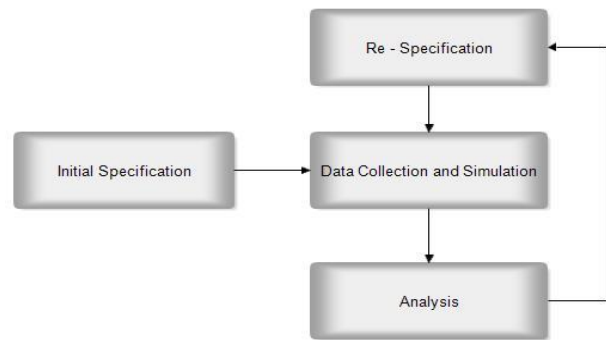 Re - Specification
Initial Specification
Data Collection and Simulation
Analysis